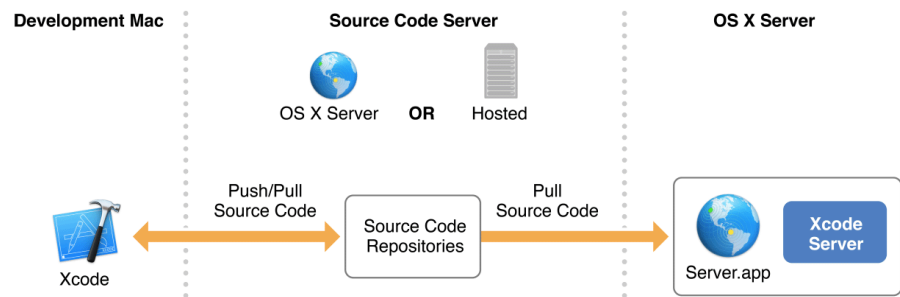 Development Mac
Source Code Server
OS X Server
OS X Server
OR
Hosted
Push/Pull
Source Code
Pull
Source Code
Source Code
Repositories
Xcode
Server.app
Xcode
Server